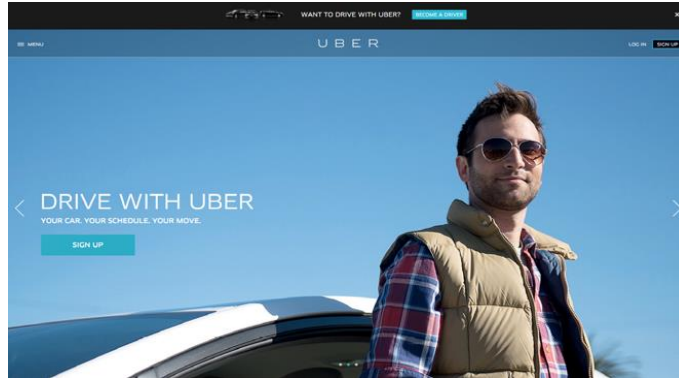 WANT TO DRIVE WITH UBER? BECOME A DRIVER
MENU UBER LOG IN SIGN UP
DRIVE WITH UBER
YOUR CAR. YOUR SCHEDULE. YOUR MOVE.
SIGN UP